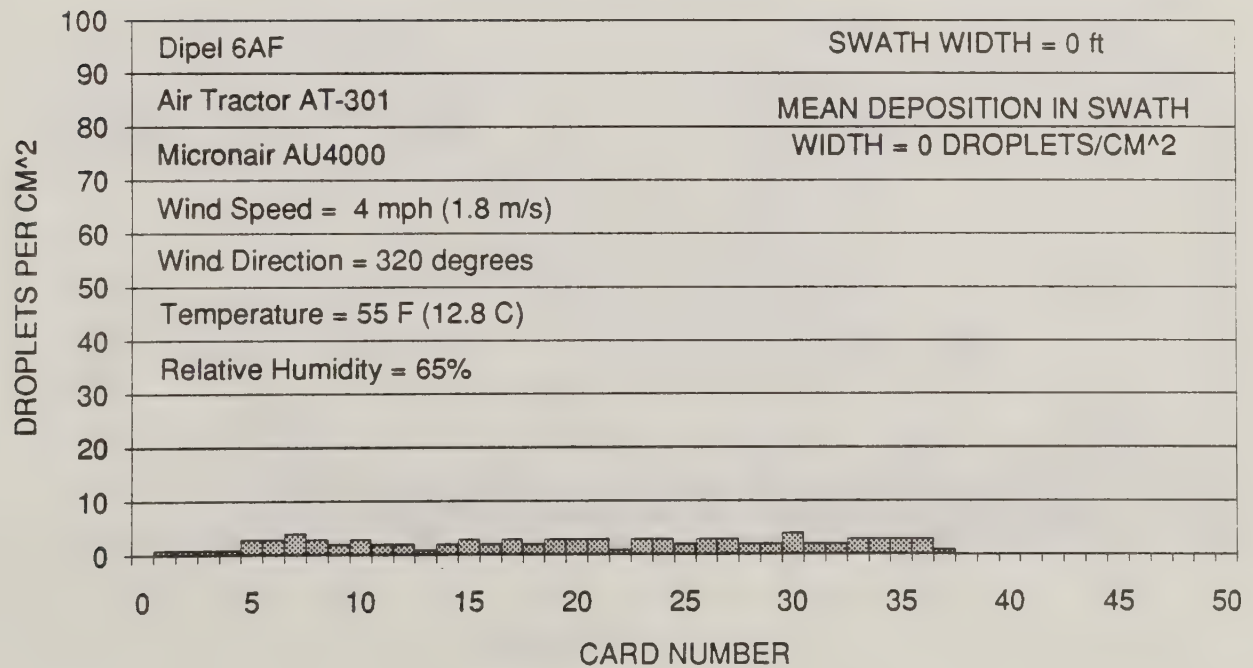 100
90
80
70
60
50
40
30
20
10
0
DROPLETS PER CM^2
Dipel 6AF
Air Tractor AT-301
Micronair AU4000
Wind Speed = 4 mph (1.8 m/s)
Wind Direction = 320 degrees
Temperature = 55 F (12.8 C)
Relative Humidity = 65%
SWATH WIDTH = 0 ft
MEAN DEPOSITION IN SWATH
WIDTH = 0 DROPLETS/CM^2
0 5 10 15 20 25 30 35 40 45 50
CARD NUMBER